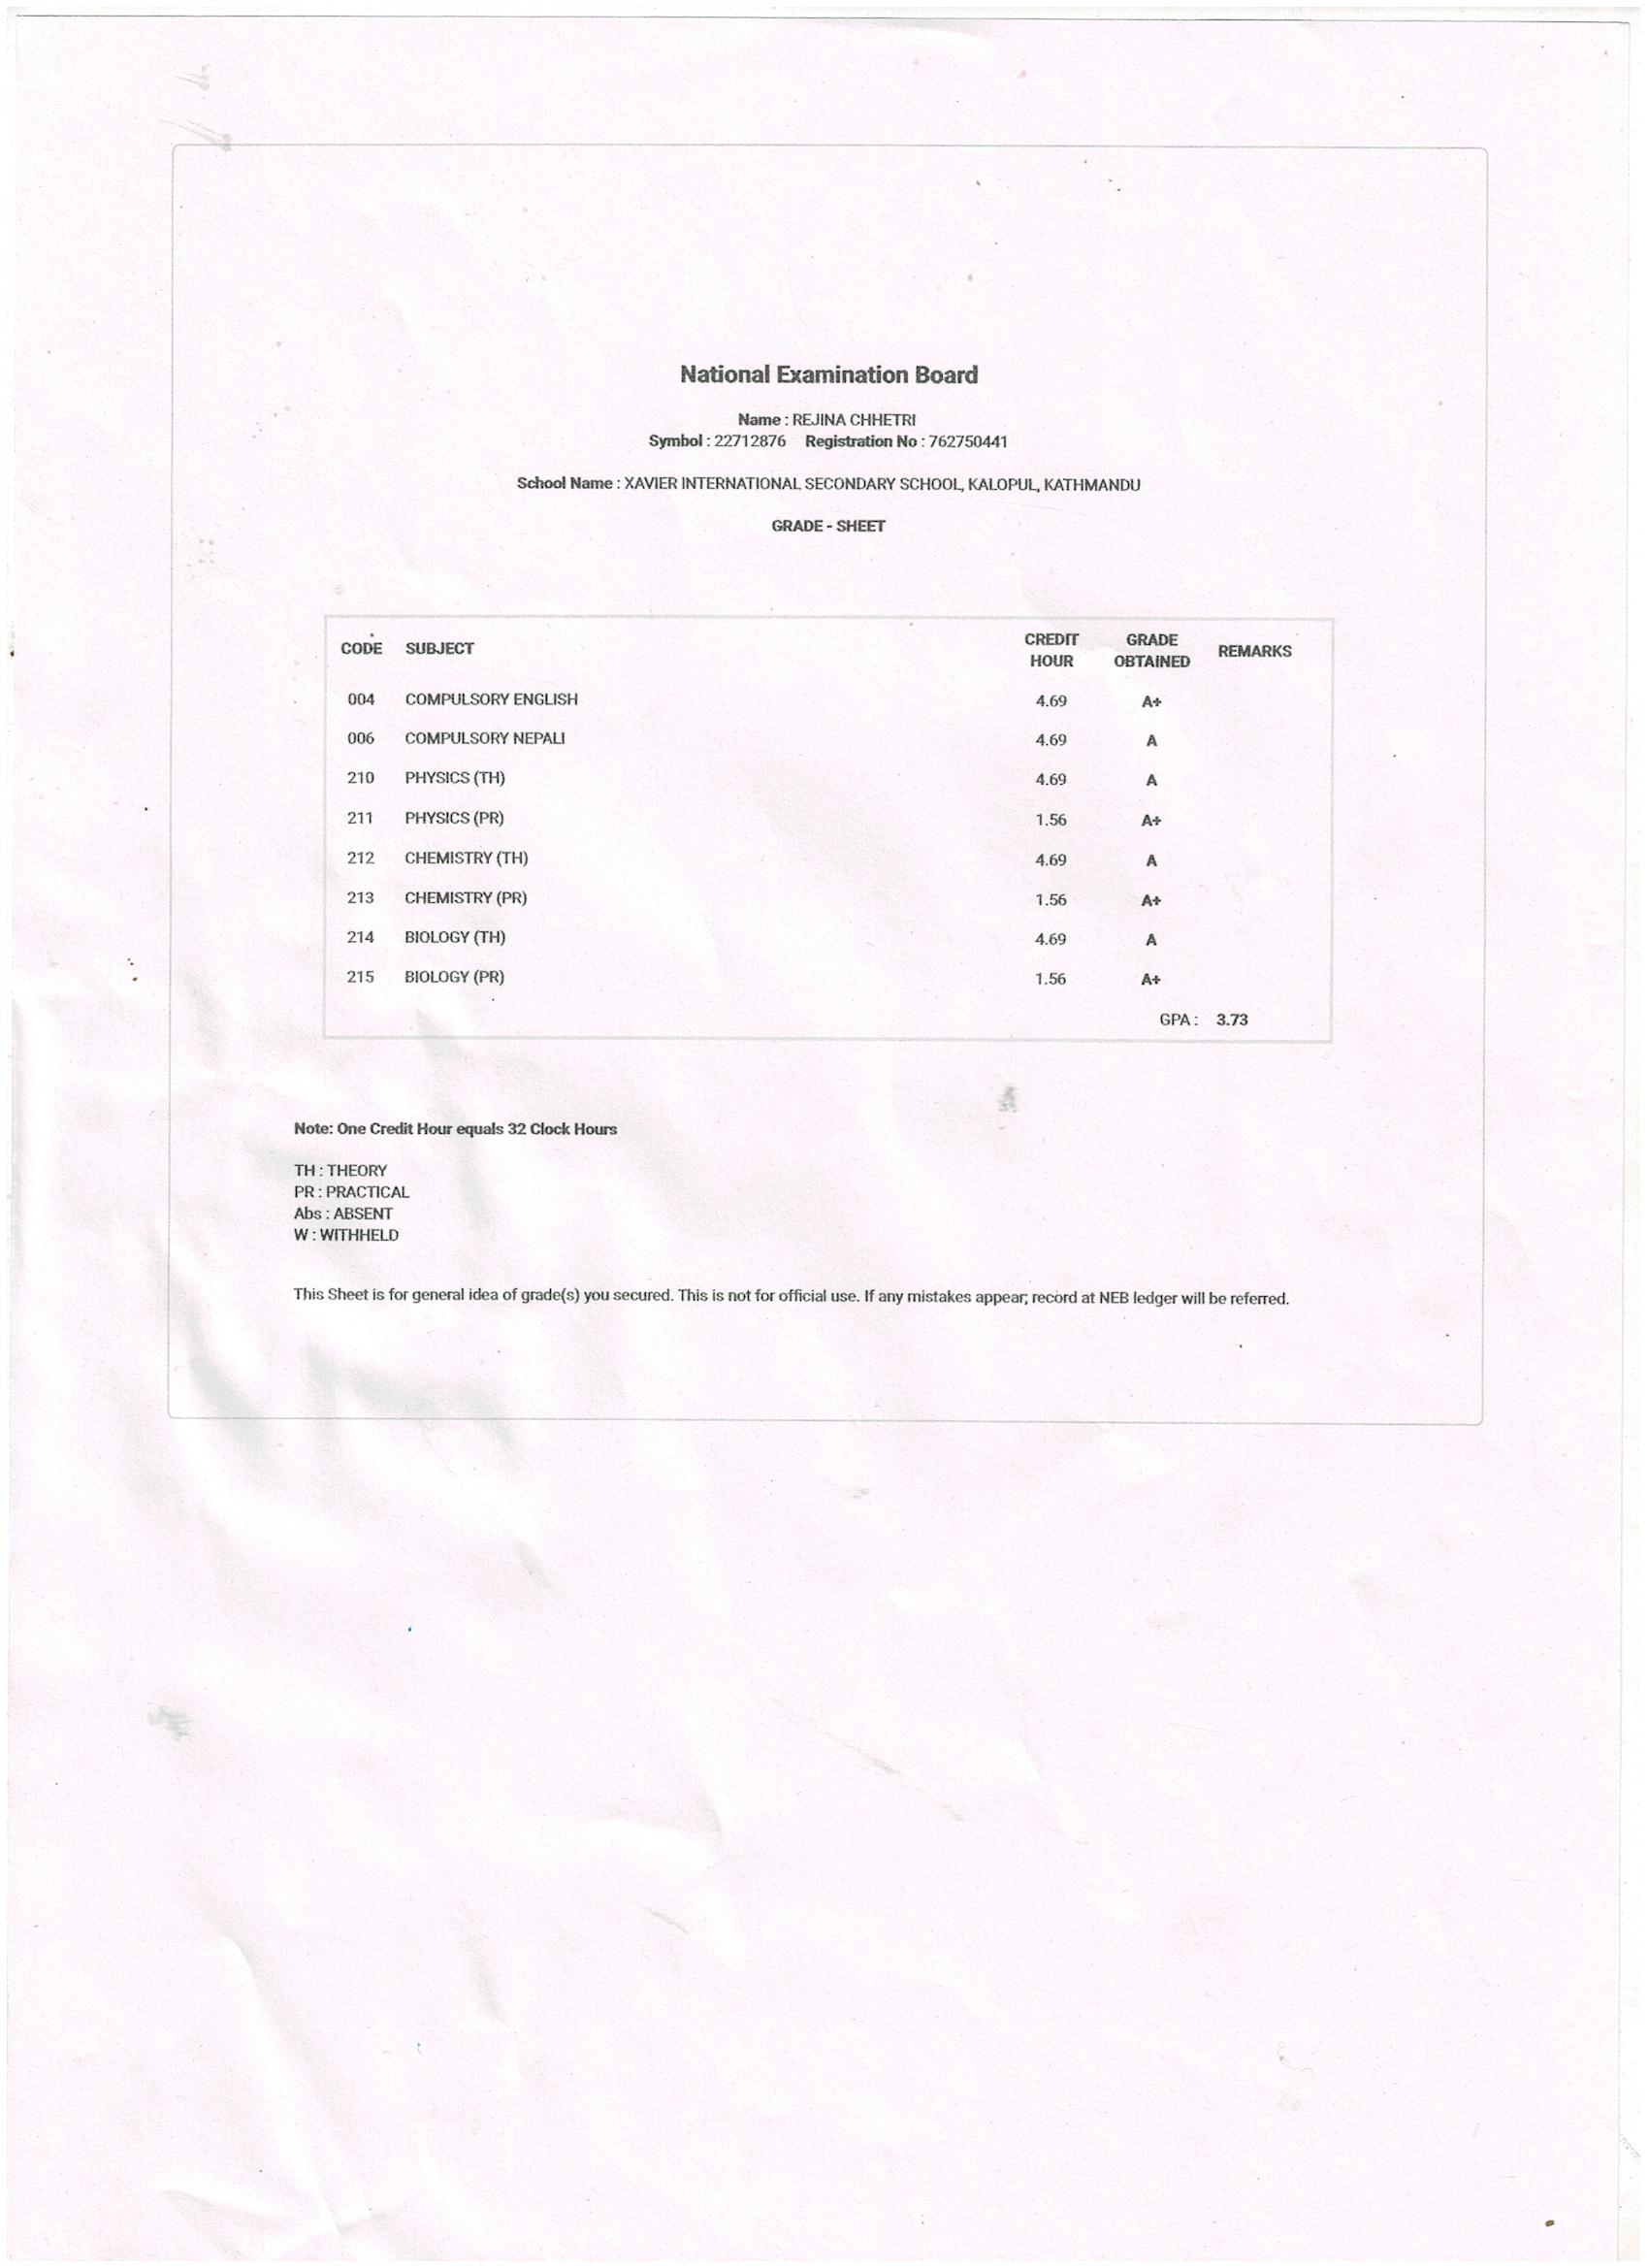 National Examination Board
Name : REJINA CHHETRI
Symbol : 22712876 Registration No : 762750441
School Name : XAVIER INTERNATIONAL SECONDARY SCHOOL, KALOPUL, KATHMANDU
GRADE - SHEET
CODE SUBJECT CREDIT HOUR GRADE OBTAINED REMARKS
004 COMPULSORY ENGLISH 4.69 A+
006 COMPULSORY NEPALI 4.69 A
210 PHYSICS (TH) 4.69 A
211 PHYSICS (PR) 1.56 A+
212 CHEMISTRY (TH) 4.69 A
213 CHEMISTRY (PR) 1.56 A+
214 BIOLOGY (TH) 4.69 A
215 BIOLOGY (PR) 1.56 A+
GPA : 3.73
Note: One Credit Hour equals 32 Clock Hours
TH : THEORY
PR : PRACTICAL
Abs : ABSENT
W : WITHHELD
This Sheet is for general idea of grade(s) you secured. This is not for official use. If any mistakes appear, record at NEB ledger will be referred.